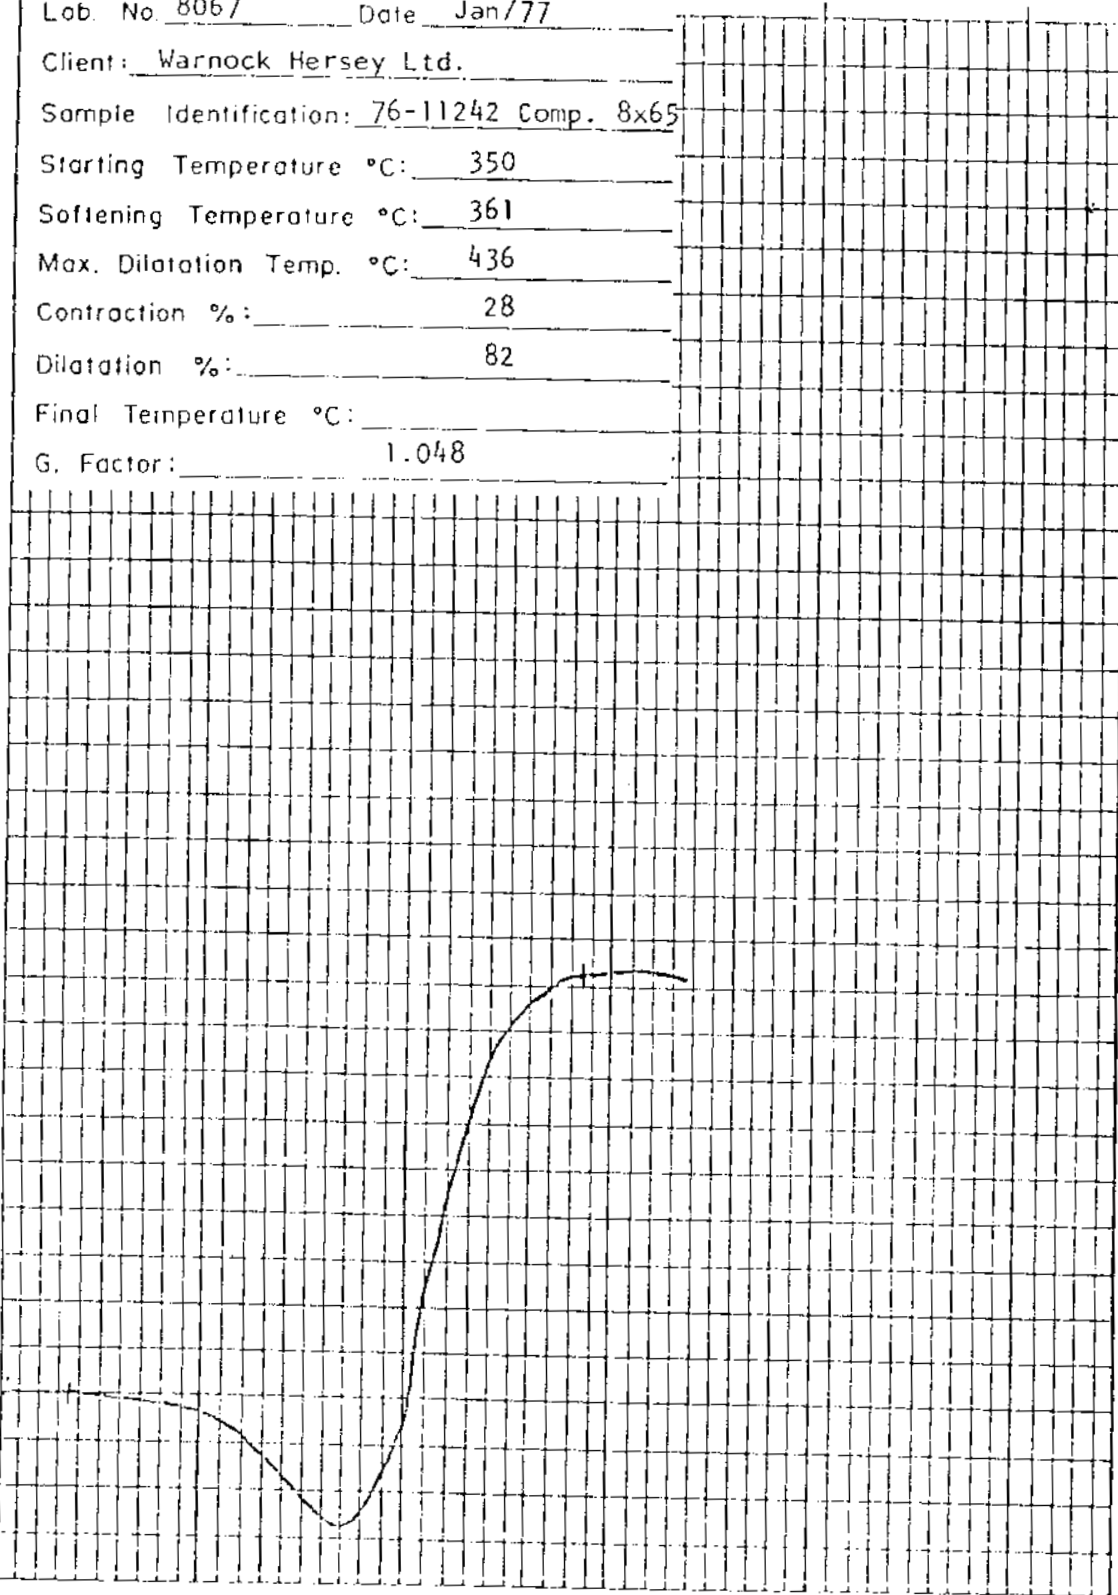 Lab. No. 8067 Date Jan/77
Client: Warnock Hersey Ltd.
Sample Identification: 76-11242 Comp. 8x65
Starting Temperature °C: 350
Softening Temperature °C: 361
Max. Dilatation Temp. °C: 436
Contraction %: 28
Dilatation %: 82
Final Temperature °C:
G. Factor: 1.048